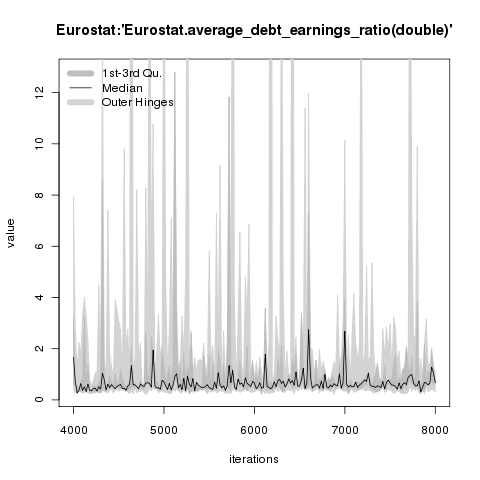 Eurostat:'Eurostat.average_debt_earnings_ratio(double)'
1st-3rd Qu.
Median
Outer Hinges
12
10
8
6
4
2
0
value
4000 5000 6000 7000 8000
iterations